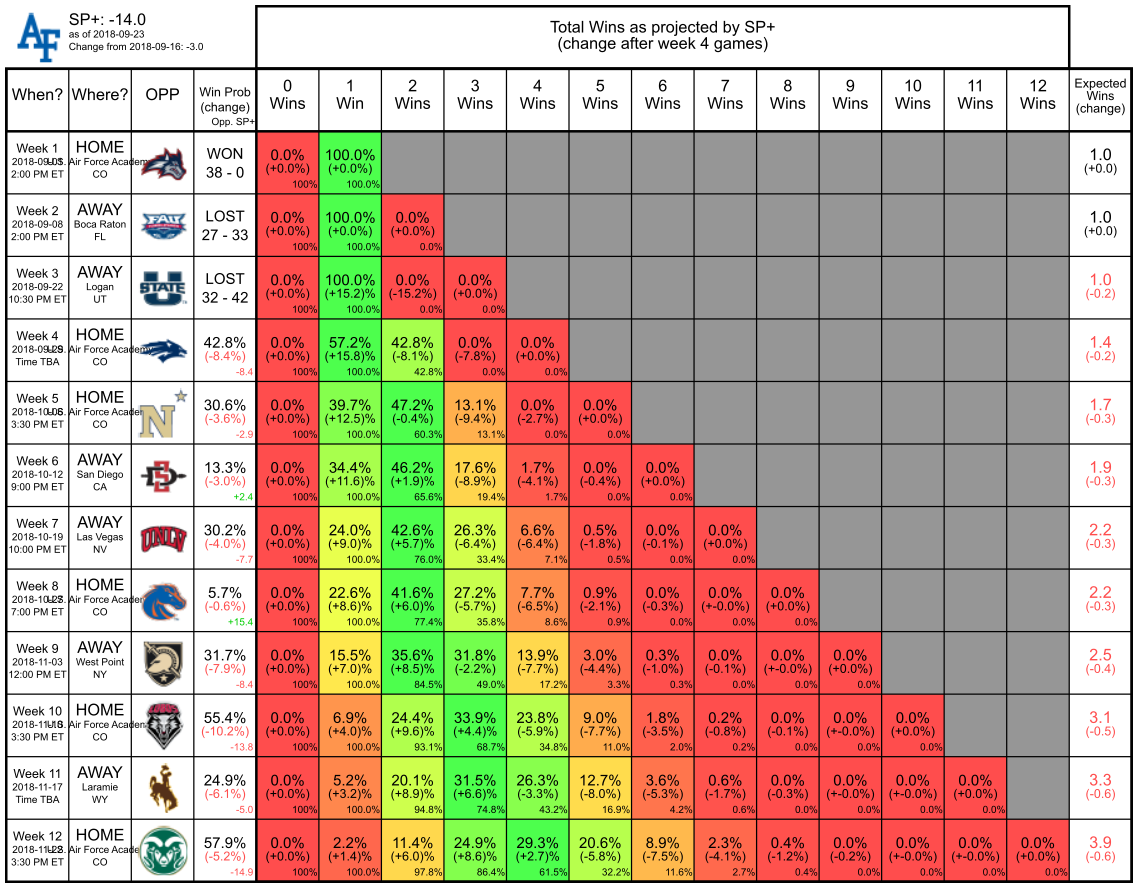 AF
SP+: -14.0
as of 2018-09-23
Change from 2018-09-16: -3.0
Total Wins as projected by SP+
(change after week 4 games)
When? Where? OPP Win Prob (change) Opp. SP+ 0 Wins 1 Win 2 Wins 3 Wins 4 Wins 5 Wins 6 Wins 7 Wins 8 Wins 9 Wins 10 Wins 11 Wins 12 Wins Expected Wins (change)
Week 1 HOME WON 0.0% 100.0% 1.0
U.S. Air Force Academy (+0.0%) (+0.0)% (+0.0)
2:00 PM ET CO 38 - 0 100% 100.0%
Week 2 AWAY LOST 0.0% 100.0% 0.0% 1.0
2018-09-08 Boca Raton FAU (+0.0%) (+0.0)% (+0.0%) (+0.0)
2:00 PM ET FL 27 - 33 100% 100.0% 0.0%
Week 3 AWAY LOST 0.0% 100.0% 0.0% 0.0% 1.0
2018-09-22 Logan STATE (+0.0%) (+15.2)% (-15.2%) (+0.0%) (-0.2)
10:30 PM ET UT 32 - 42 100% 100.0% 0.0% 0.0%
Week 4 HOME 42.8% 0.0% 57.2% 42.8% 0.0% 0.0% 1.4
U.S. Air Force Academy (-8.4%) (+0.0%) (+15.8)% (-8.1%) (-7.8%) (+0.0%) (-0.2)
Time TBA CO -8.4 100% 100.0% 42.8% 0.0% 0.0%
Week 5 HOME N 30.6% 0.0% 39.7% 47.2% 13.1% 0.0% 0.0% 1.7
Air Force Acader (-3.6%) (+0.0%) (+12.5)% (-0.4%) (-9.4%) (-2.7%) (+0.0%) (-0.3)
3:30 PM ET CO -2.9 100% 100.0% 60.3% 13.1% 0.0% 0.0%
Week 6 AWAY SD 13.3% 0.0% 34.4% 46.2% 17.6% 1.7% 0.0% 0.0% 1.9
2018-10-12 San Diego (-3.0%) (+0.0%) (+11.6)% (+1.9)% (-8.9%) (-4.1%) (-0.4%) (+0.0%) (-0.3)
9:00 PM ET CA +2.4 100% 100.0% 65.6% 19.4% 1.7% 0.0% 0.0%
Week 7 AWAY 30.2% 0.0% 24.0% 42.6% 26.3% 6.6% 0.5% 0.0% 0.0% 2.2
2018-10-19 Las Vegas UNLV (-4.0%) (+0.0%) (+9.0)% (+5.7)% (-6.4%) (-6.4%) (-1.8%) (-0.1%) (+0.0%) (-0.3)
10:00 PM ET NV -7.7 100% 100.0% 76.0% 33.4% 7.1% 0.5% 0.0% 0.0%
Week 8 HOME 5.7% 0.0% 22.6% 41.6% 27.2% 7.7% 0.9% 0.0% 0.0% 0.0% 2.2
Air Force Acader (-0.6%) (+0.0%) (+8.6)% (+6.0)% (-5.7%) (-6.5%) (-2.1%) (-0.3%) (+-0.0%) (+0.0%) (-0.3)
7:00 PM ET CO +15.4 100% 100.0% 77.4% 35.8% 8.6% 0.9% 0.0% 0.0% 0.0%
Week 9 AWAY 31.7% 0.0% 15.5% 35.6% 31.8% 13.9% 3.0% 0.3% 0.0% 0.0% 0.0% 2.5
2018-11-03 West Point (-7.9%) (+0.0%) (+7.0)% (+8.5)% (-2.2%) (-7.7%) (-4.4%) (-1.0%) (-0.1%) (+-0.0%) (+0.0%) (-0.4)
12:00 PM ET NY -8.4 100% 100.0% 84.5% 49.0% 17.2% 3.3% 0.3% 0.0% 0.0% 0.0%
Week 10 HOME 55.4% 0.0% 6.9% 24.4% 33.9% 23.8% 9.0% 1.8% 0.2% 0.0% 0.0% 0.0% 3.1
Air Force Academ (-10.2%) (+0.0%) (+4.0)% (+9.6)% (+4.4)% (-5.9%) (-7.7%) (-3.5%) (-0.8%) (-0.1%) (+-0.0%) (+0.0%) (-0.5)
3:30 PM ET CO -13.8 100% 100.0% 93.1% 68.7% 34.8% 11.0% 2.0% 0.2% 0.0% 0.0% 0.0%
Week 11 AWAY 24.9% 0.0% 5.2% 20.1% 31.5% 26.3% 12.7% 3.6% 0.6% 0.0% 0.0% 0.0% 0.0% 3.3
2018-11-17 Laramie (-6.1%) (+0.0%) (+3.2)% (+8.9)% (+6.6)% (-3.3%) (-8.0%) (-5.3%) (-1.7%) (-0.3%) (+-0.0%) (+-0.0%) (+0.0%) (-0.6)
Time TBA WY -5.0 100% 100.0% 94.8% 74.8% 43.2% 16.9% 4.2% 0.6% 0.0% 0.0% 0.0% 0.0%
Week 12 HOME 57.9% 0.0% 2.2% 11.4% 24.9% 29.3% 20.6% 8.9% 2.3% 0.4% 0.0% 0.0% 0.0% 0.0% 3.9
Air Force Acade (-5.2%) (+0.0%) (+1.4)% (+6.0)% (+8.6)% (+2.7)% (-5.8%) (-7.5%) (-4.1%) (-1.2%) (-0.2%) (+-0.0%) (+-0.0%) (+0.0%) (-0.6)
3:30 PM ET CO -14.9 100% 100.0% 97.8% 86.4% 61.5% 32.2% 11.6% 2.7% 0.4% 0.0% 0.0% 0.0% 0.0%